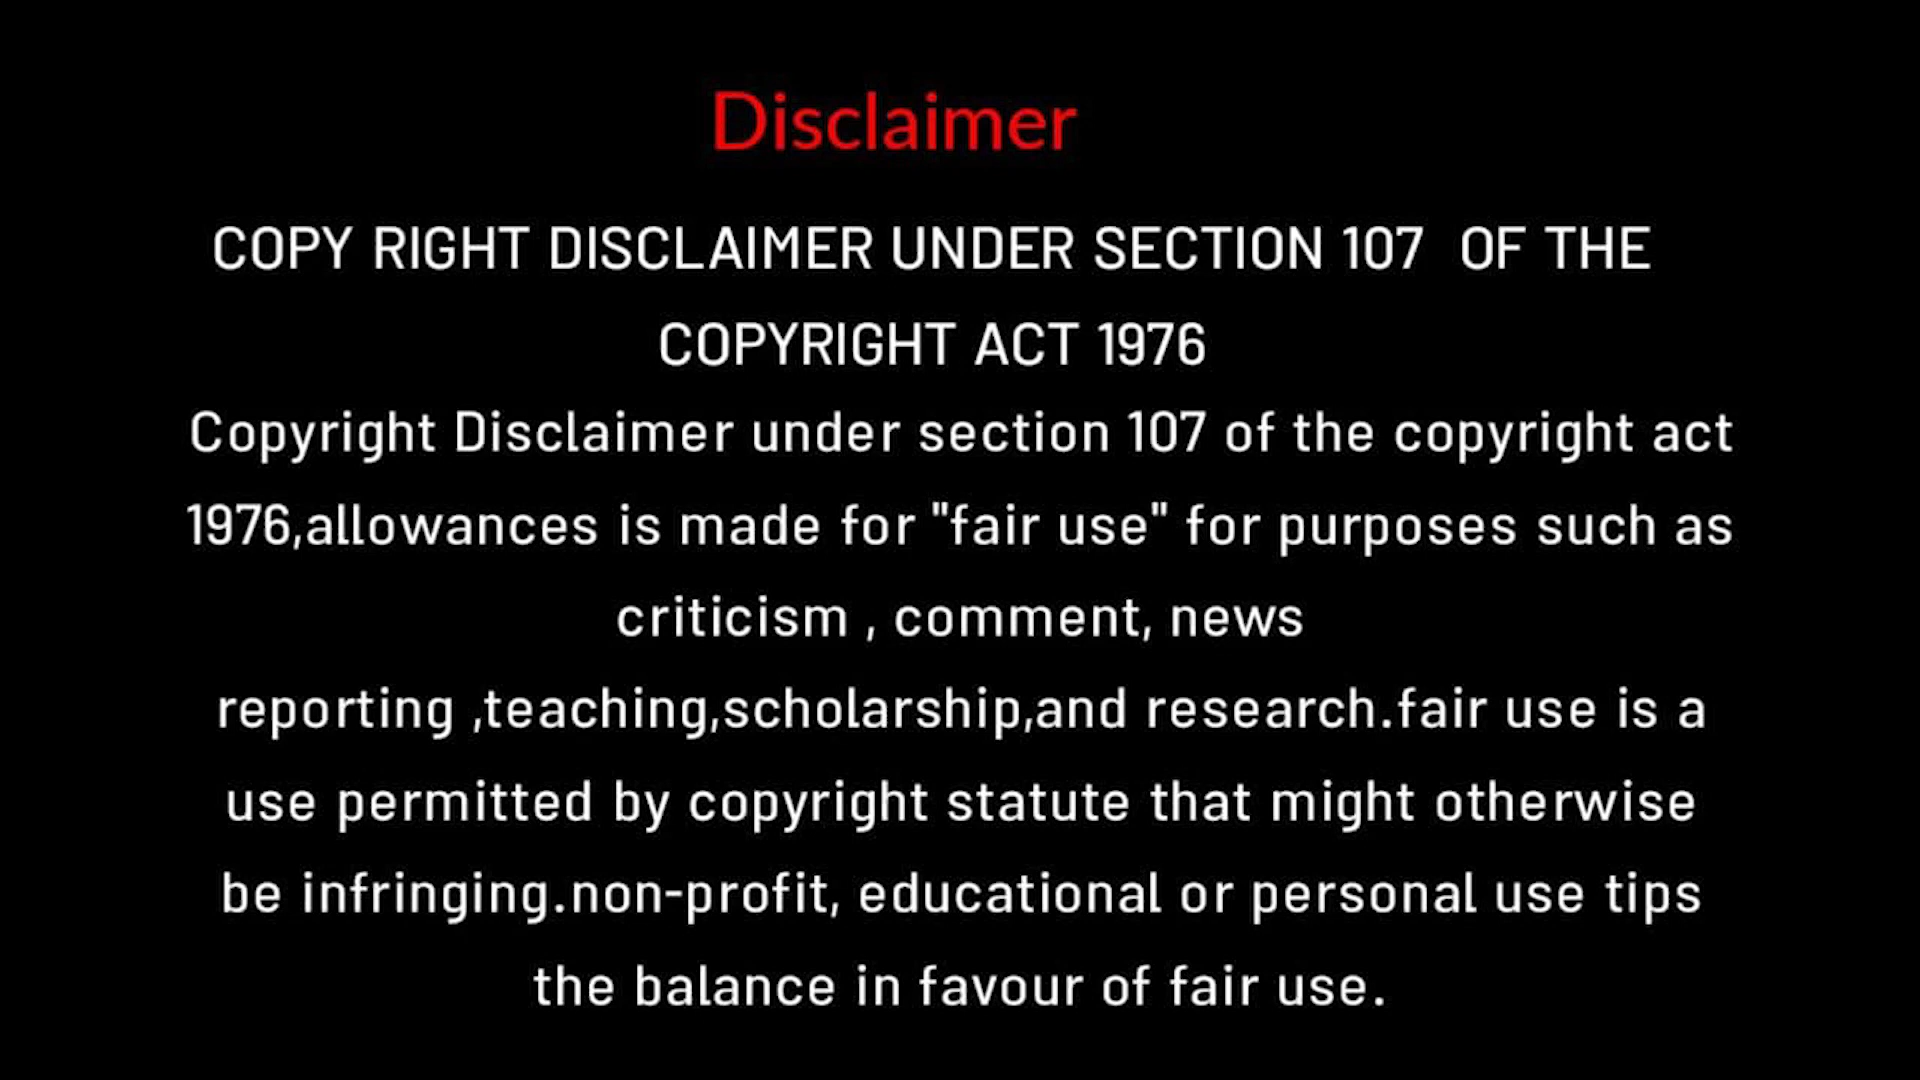 Disclaimer
COPY RIGHT DISCLAIMER UNDER SECTION 107 OF THE
COPYRIGHT ACT 1976
Copyright Disclaimer under section 107 of the copyright act
1976,allowances is made for "fair use" for purposes such as
criticism , comment, news
reporting ,teaching,scholarship,and research.fair use is a
use permitted by copyright statute that might otherwise
be infringing.non-profit, educational or personal use tips
the balance in favour of fair use.